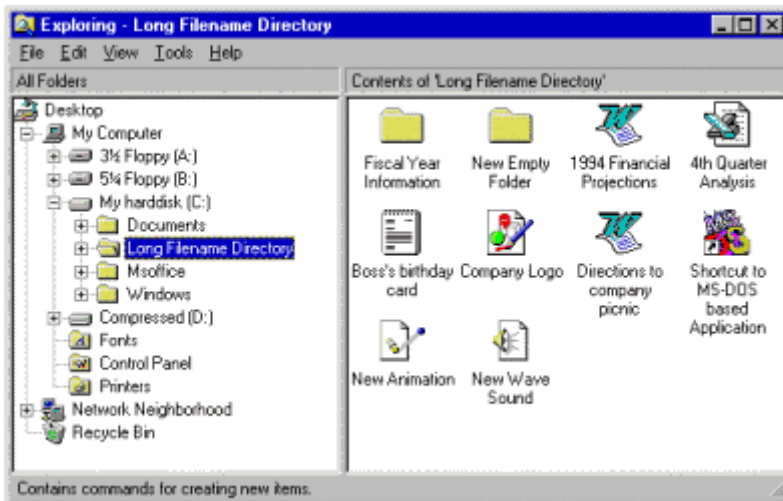 Exploring - Long Filename Directory
File Edit View Tools Help
All Folders
Contents of 'Long Filename Directory'
Desktop
My Computer
3½ Floppy (A:)
5¼ Floppy (B:)
My harddisk (C:)
Documents
Long Filename Directory
Msoffice
Windows
Compressed (D:)
Fonts
Control Panel
Printers
Network Neighborhood
Recycle Bin
Fiscal Year
Information
New Empty
Folder
1994 Financial
Projections
4th Quarter
Analysis
Boss's birthday
card
Company Logo
Directions to
company
picnic
Shortcut to
MS-DOS
based
Application
New Animation
New Wave
Sound
Contains commands for creating new items.